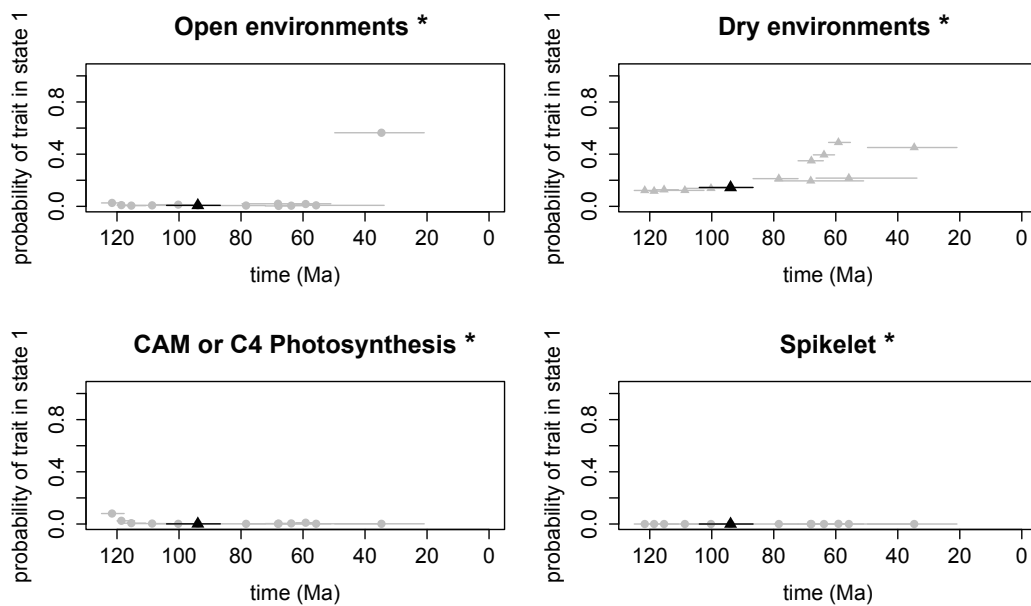 Open environments *
probability of trait in state 1
0.0 0.4 0.8
120 100 80 60 40 20 0
time (Ma)
Dry environments *
probability of trait in state 1
0.0 0.4 0.8
120 100 80 60 40 20 0
time (Ma)
CAM or C4 Photosynthesis *
probability of trait in state 1
0.0 0.4 0.8
120 100 80 60 40 20 0
time (Ma)
Spikelet *
probability of trait in state 1
0.0 0.4 0.8
120 100 80 60 40 20 0
time (Ma)